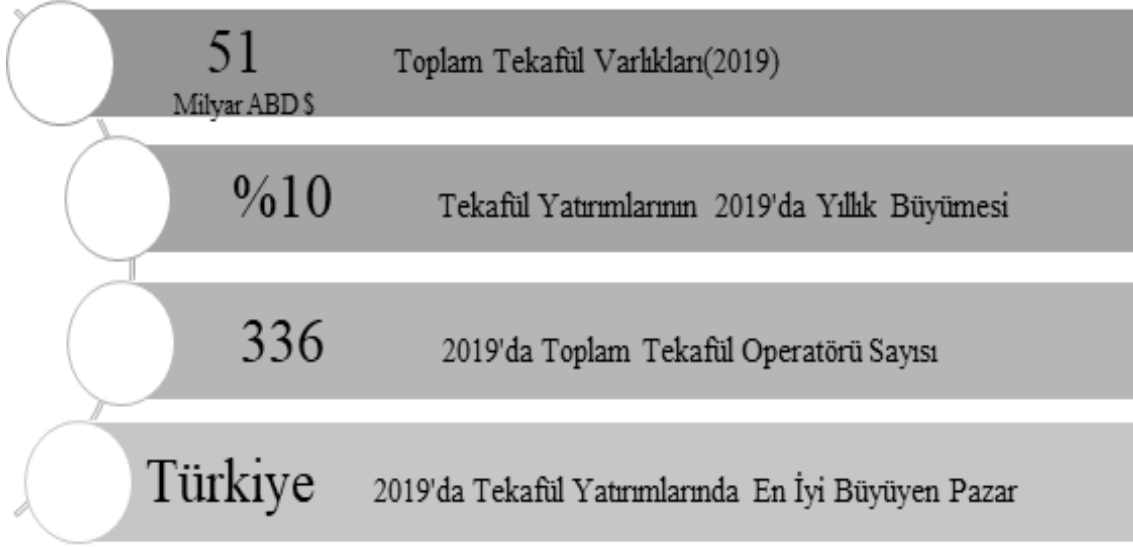 51 Toplam Tekafül Varlıkları(2019)
Milyar ABD $
%10 Tekafül Yatırımlarının 2019'da Yıllık Büyümesi
336 2019'da Toplam Tekafül Operatörü Sayısı
Türkiye 2019'da Tekafül Yatırımlarında En İyi Büyüyen Pazar